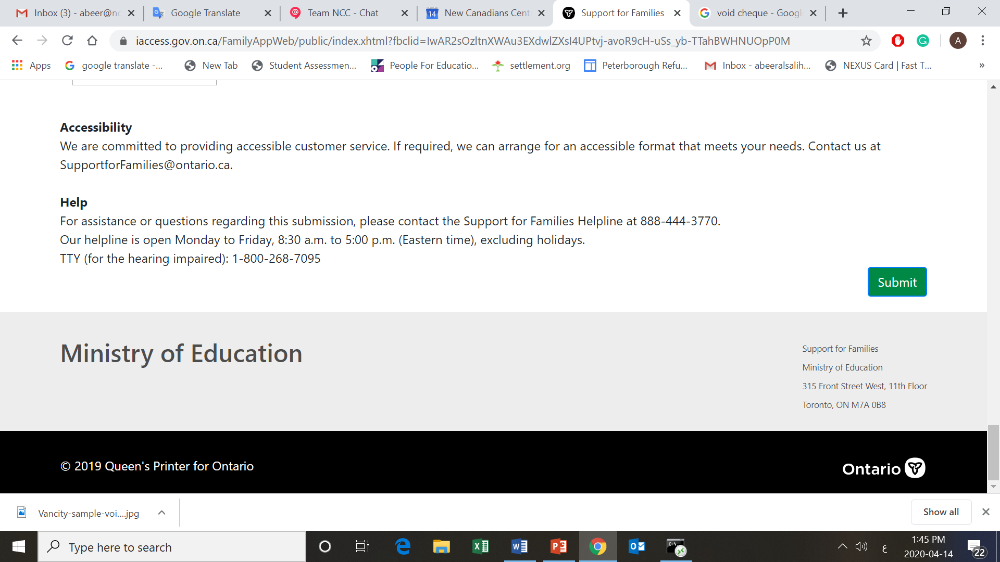 Inbox (3) - abeer@nc
Google Translate
Team NCC - Chat
New Canadians Cent
Support for Families
void cheque - Googl
14
iaccess.gov.on.ca/FamilyAppWeb/public/index.xhtml?fbclid=IwAR2sOzltnXWAu3EXdwlZXsI4UPtvj-avoR9cH-uSs_yb-TTahBWHNUOpP0M
A
Apps
google translate -...
New Tab
Student Assessmen...
People For Educatio...
settlement.org
Peterborough Refu...
Inbox - abeeralsalih...
NEXUS Card | Fast T...
»
Accessibility
We are committed to providing accessible customer service. If required, we can arrange for an accessible format that meets your needs. Contact us at
SupportforFamilies@ontario.ca.
Help
For assistance or questions regarding this submission, please contact the Support for Families Helpline at 888-444-3770.
Our helpline is open Monday to Friday, 8:30 a.m. to 5:00 p.m. (Eastern time), excluding holidays.
TTY (for the hearing impaired): 1-800-268-7095
Submit
Ministry of Education
Support for Families
Ministry of Education
315 Front Street West, 11th Floor
Toronto, ON M7A 0B8
© 2019 Queen's Printer for Ontario
Ontario
Vancity-sample-voi....jpg
Show all
Type here to search
ع
1:45 PM
2020-04-14
22